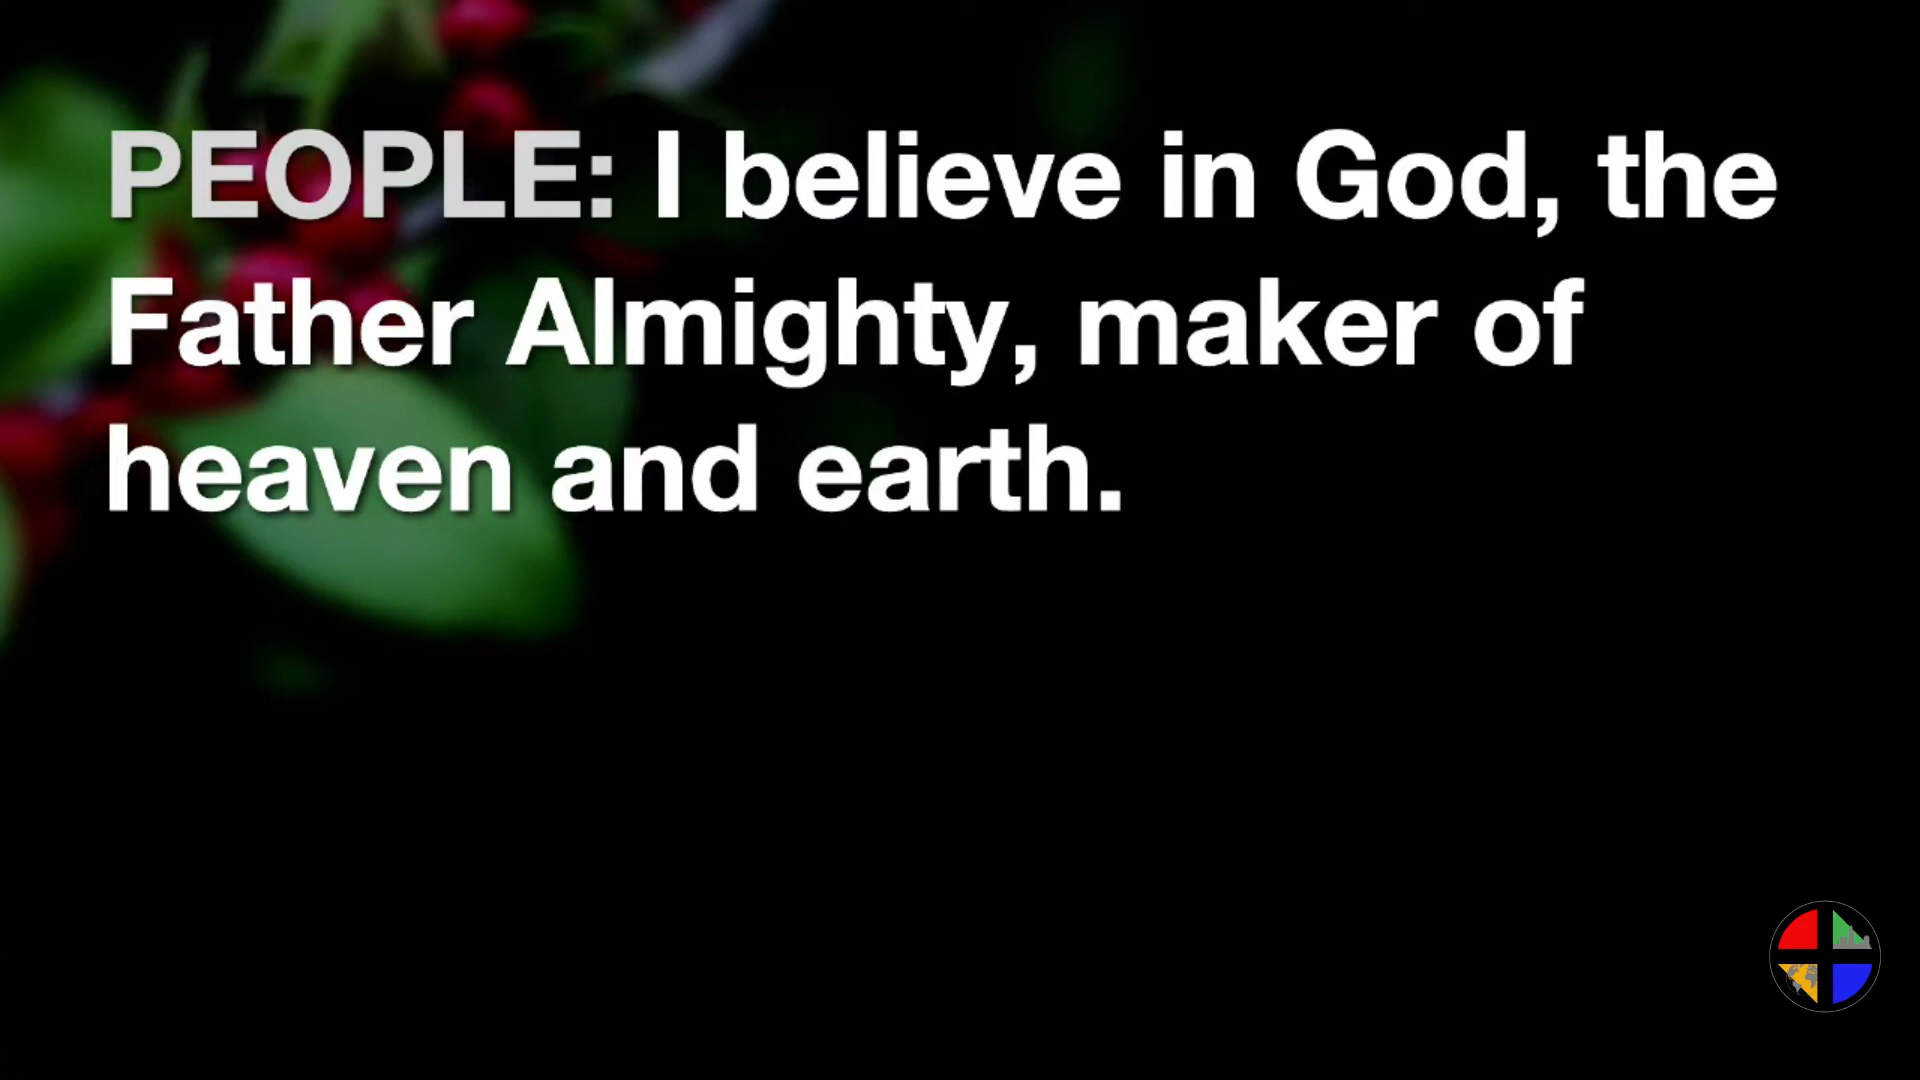 PEOPLE: I believe in God, the
Father Almighty, maker of
heaven and earth.